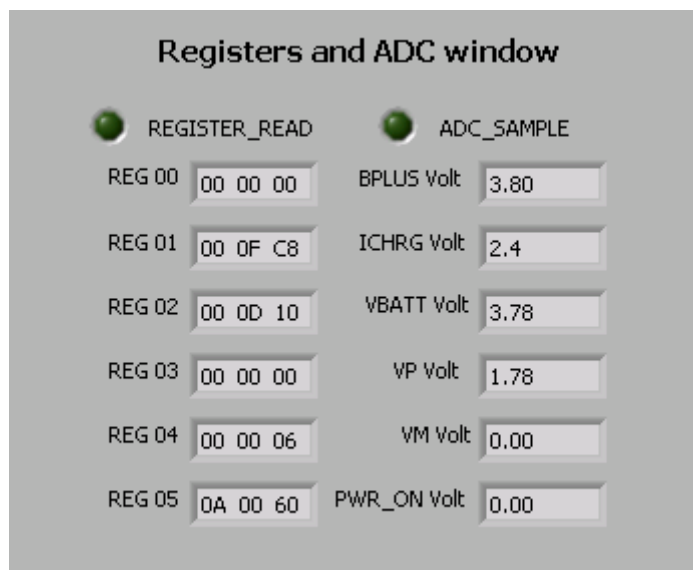 Registers and ADC window
REGISTER_READ ADC_SAMPLE
REG 00 00 00 00 BPLUS Volt 3.80
REG 01 00 0F C8 ICHRG Volt 2.4
REG 02 00 0D 10 VBATT Volt 3.78
REG 03 00 00 00 VP Volt 1.78
REG 04 00 00 06 VM Volt 0.00
REG 05 0A 00 60 PWR_ON Volt 0.00